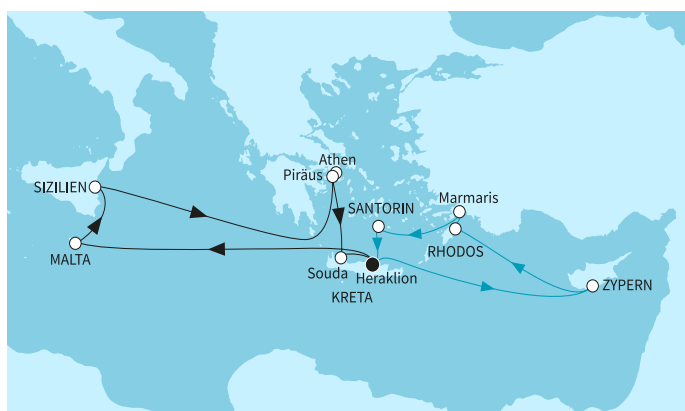 Athen
Piräus
SIZILIEN
Marmaris
SANTORIN
RHODOS
MALTA
Souda
Heraklion
ZYPERN
KRETA